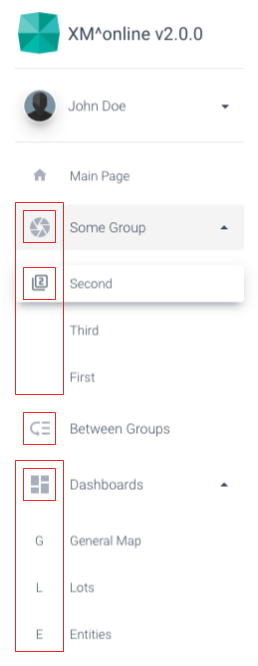 XM^online v2.0.0
John Doe
Main Page
Some Group
2 Second
Third
First
Between Groups
Dashboards
G General Map
L Lots
E Entities